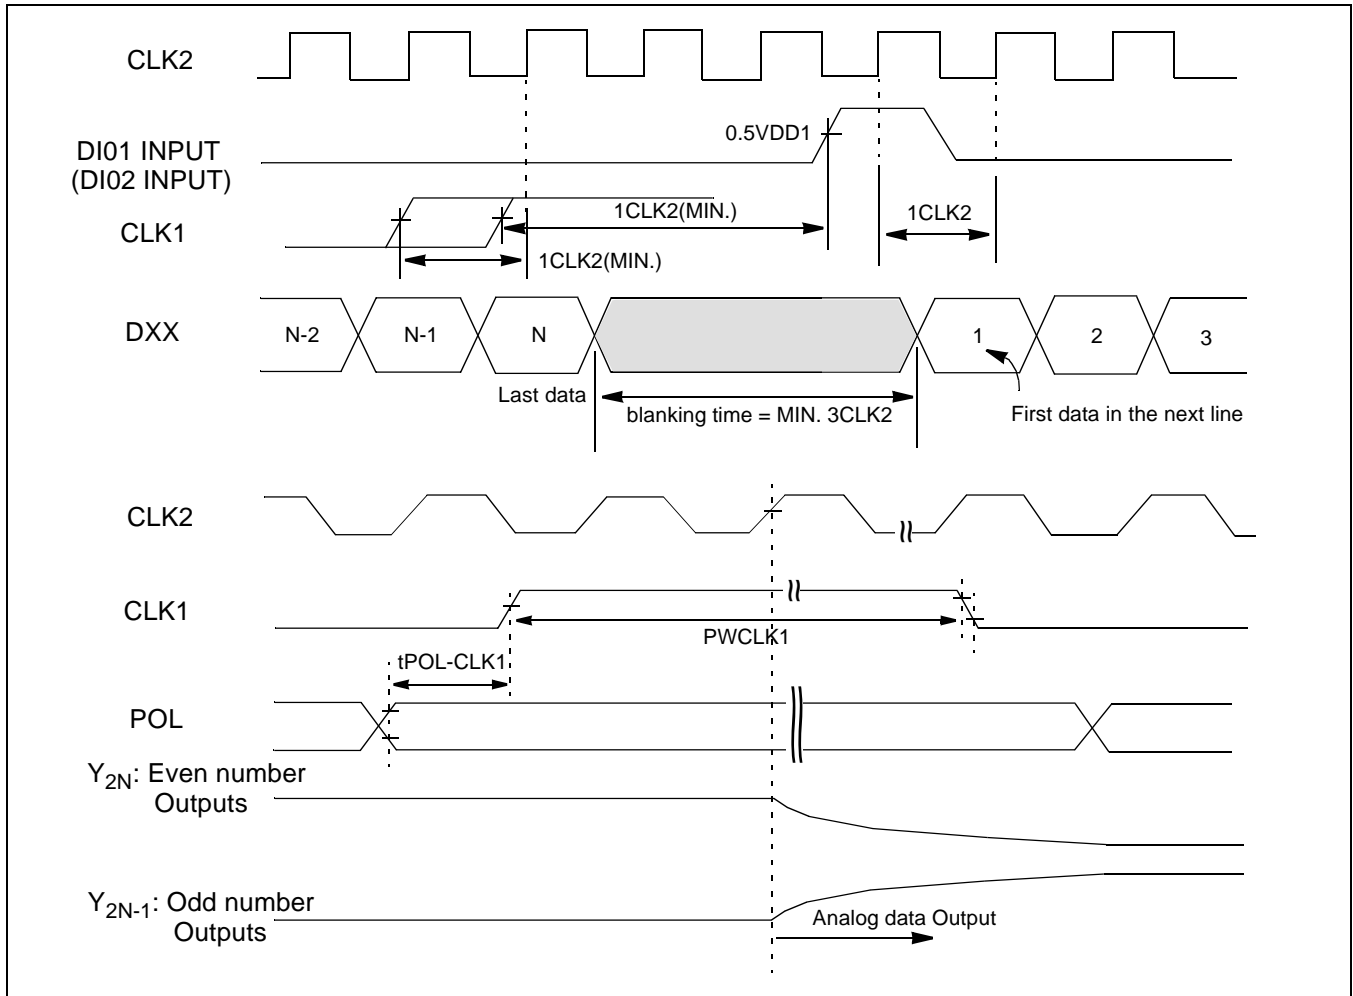 CLK2
0.5VDD1
DI01 INPUT
(DI02 INPUT)
1CLK2(MIN.)
1CLK2
CLK1
1CLK2(MIN.)
DXX
N-2
N-1
N
1
2
3
Last data
blanking time = MIN. 3CLK2
First data in the next line
CLK2
CLK1
PWCLK1
tPOL-CLK1
POL
Y2N: Even number
Outputs
Y2N-1: Odd number
Outputs
Analog data Output